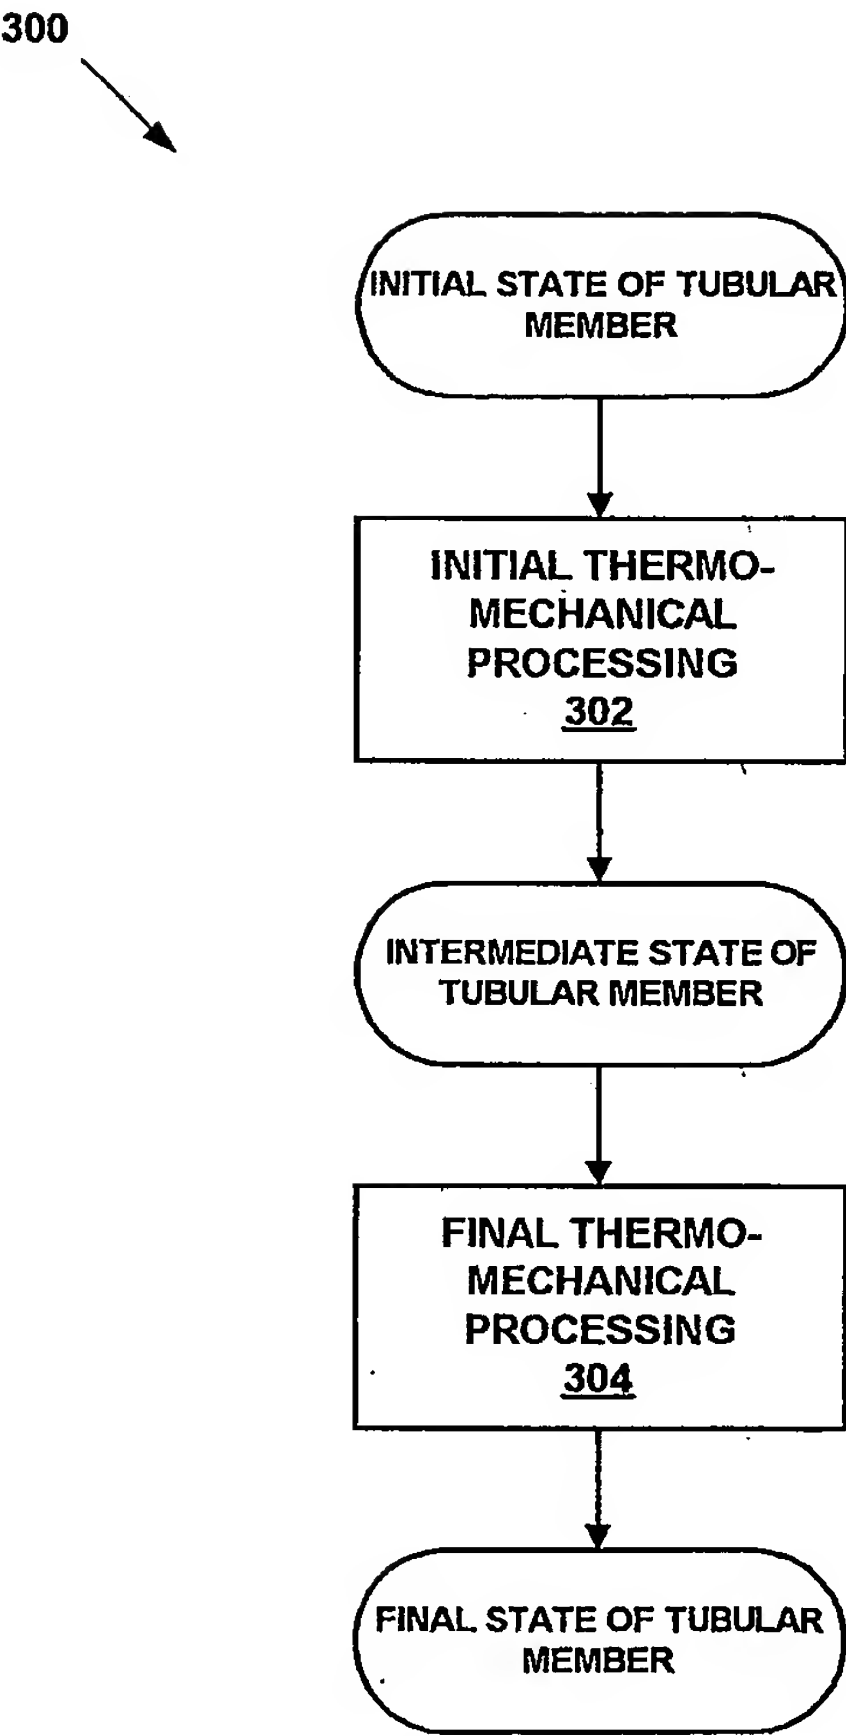 300
INITIAL STATE OF TUBULAR
MEMBER
INITIAL THERMO-
MECHANICAL
PROCESSING
302
INTERMEDIATE STATE OF
TUBULAR MEMBER
FINAL THERMO-
MECHANICAL
PROCESSING
304
FINAL STATE OF TUBULAR
MEMBER